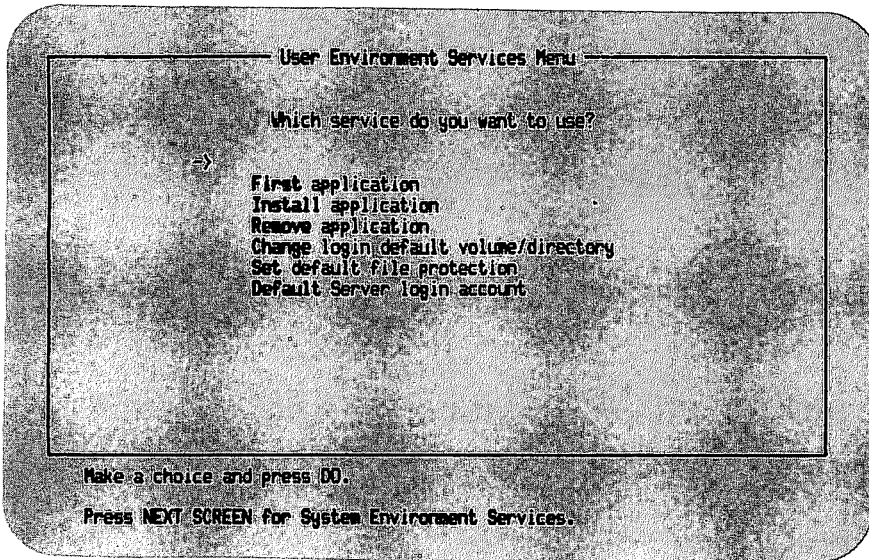 User Environment Services Menu
Which service do you want to use?
->
First application
Install application
Remove application
Change login default volume/directory
Set default file protection
Default Server login account
Make a choice and press DO.
Press NEXT SCREEN for System Environment Services.